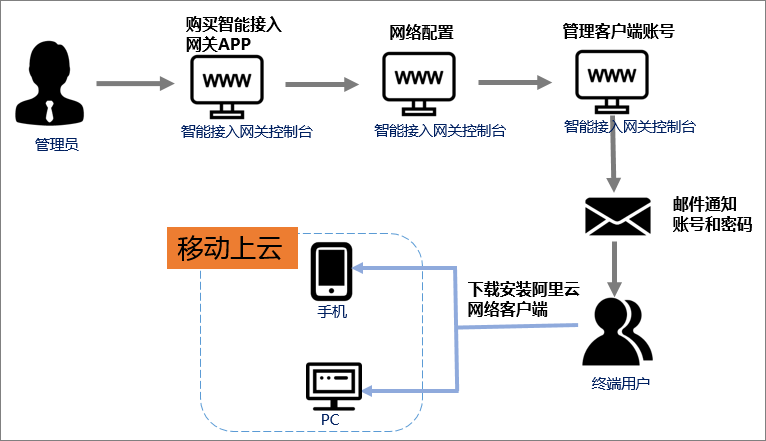 购买智能接入
网关APP
网络配置
管理客户端账号
WWW
WWW
WWW
管理员
智能接入网关控制台
智能接入网关控制台
智能接入网关控制台
邮件通知
账号和密码
移动上云
手机
下载安装阿里云
网络客户端
终端用户
PC